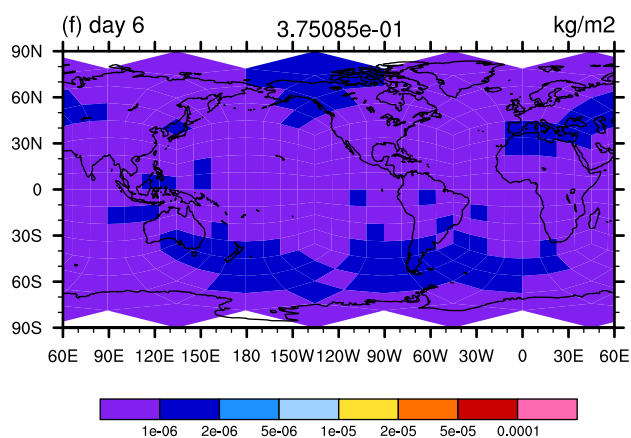 (f) day 6 3.75085e-01 kg/m2
90N
60N
30N
0
30S
60S
90S
60E 90E 120E 150E 180 150W 120W 90W 60W 30W 0 30E 60E
1e-06 2e-06 5e-06 1e-05 2e-05 5e-05 0.0001